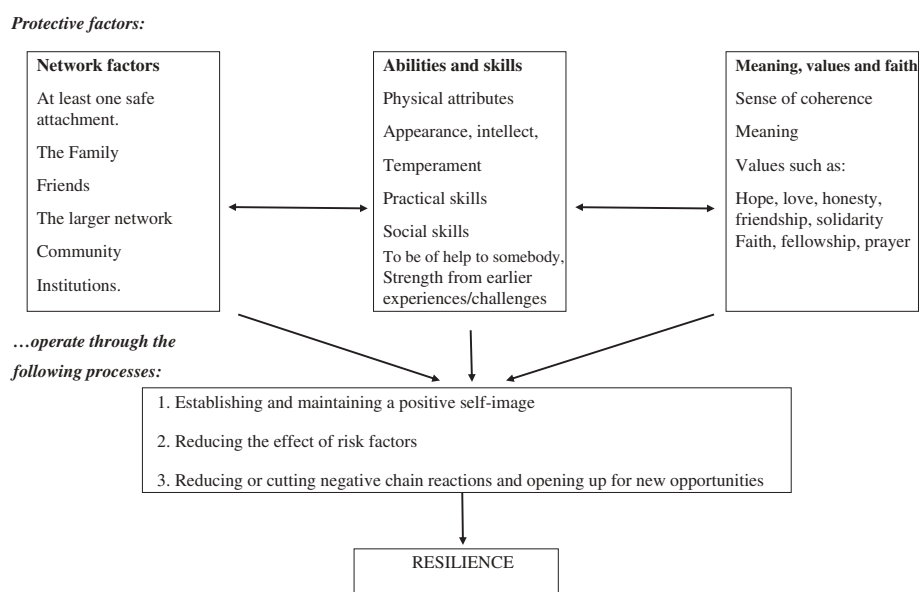 Protective factors:
Network factors
At least one safe
attachment.
The Family
Friends
The larger network
Community
Institutions.
Abilities and skills
Physical attributes
Appearance, intellect,
Temperament
Practical skills
Social skills
To be of help to somebody,
Strength from earlier
experiences/challenges
Meaning, values and faith
Sense of coherence
Meaning
Values such as:
Hope, love, honesty,
friendship, solidarity
Faith, fellowship, prayer
…operate through the
following processes:
1. Establishing and maintaining a positive self-image
2. Reducing the effect of risk factors
3. Reducing or cutting negative chain reactions and opening up for new opportunities
RESILIENCE